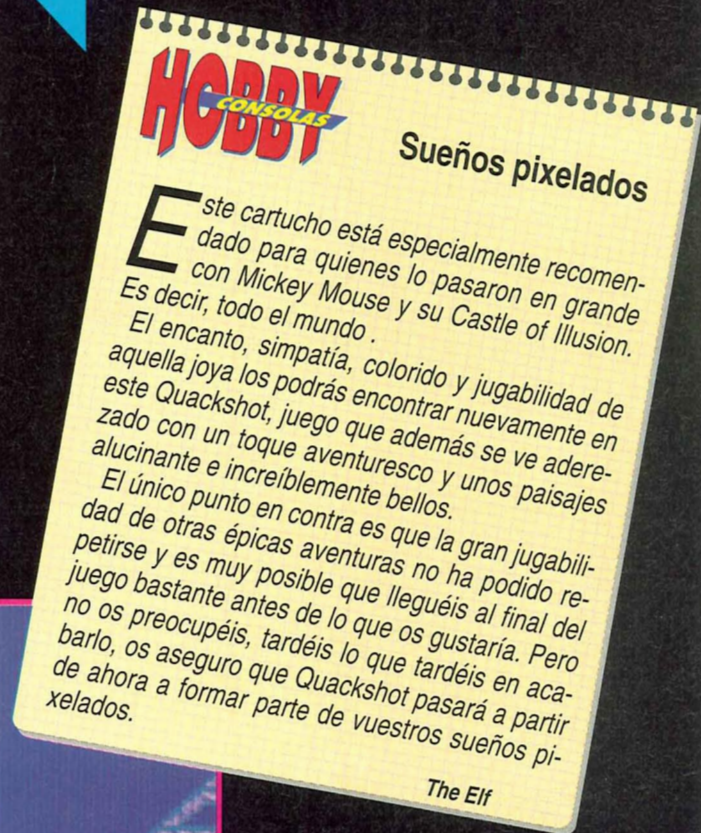 HOBBY
CONSOLAS
Sueños pixelados
Este cartucho está especialmente recomen-
dado para quienes lo pasaron en grande
con Mickey Mouse y su Castle of Illusion.
Es decir, todo el mundo .
El encanto, simpatía, colorido y jugabilidad de
aquella joya los podrás encontrar nuevamente en
este Quackshot, juego que además se ve adere-
zado con un toque aventuresco y unos paisajes
alucinante e increíblemente bellos.
El único punto en contra es que la gran jugabili-
dad de otras épicas aventuras no ha podido re-
petirse y es muy posible que lleguéis al final del
juego bastante antes de lo que os gustaría. Pero
no os preocupéis, tardéis lo que tardéis en aca-
barlo, os aseguro que Quackshot pasará a partir
de ahora a formar parte de vuestros sueños pi-
xelados.
The Elf